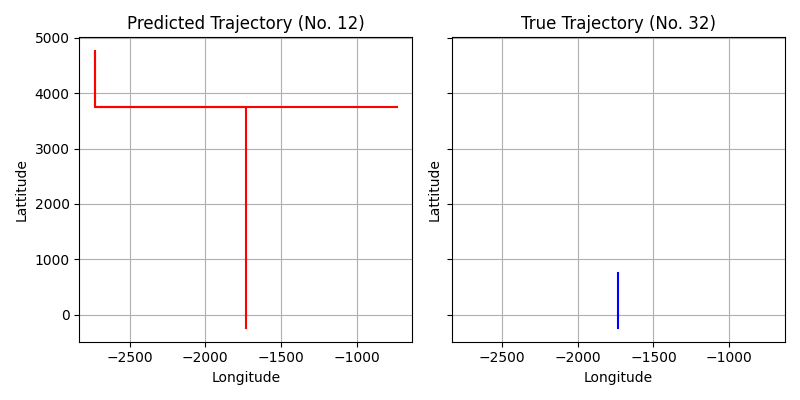 Predicted Trajectory (No. 12)
5000
4000
3000
2000
1000
0
Lattitude
−2500 −2000 −1500 −1000
Longitude
True Trajectory (No. 32)
Lattitude
−2500 −2000 −1500 −1000
Longitude